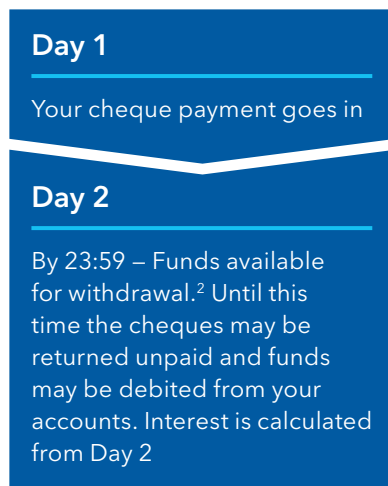 Day 1
Your cheque payment goes in
Day 2
By 23:59 – Funds available
for withdrawal.² Until this
time the cheques may be
returned unpaid and funds
may be debited from your
accounts. Interest is calculated
from Day 2